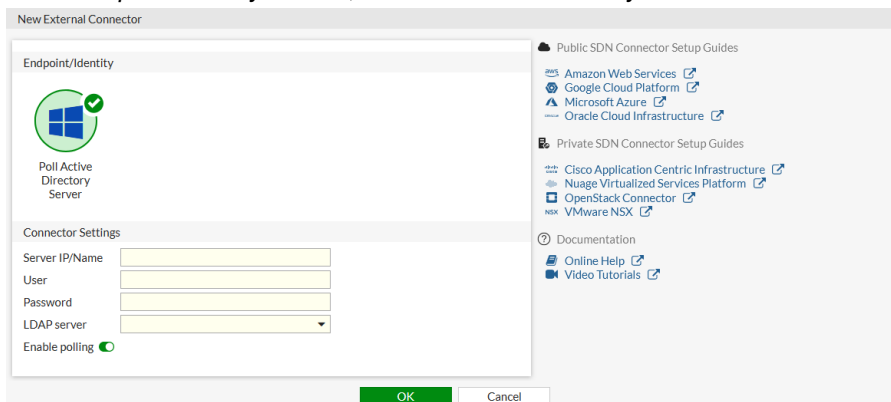 New External Connector
Endpoint/Identity
Poll Active
Directory
Server
Connector Settings
Server IP/Name
User
Password
LDAP server
Enable polling
OK
Cancel
Public SDN Connector Setup Guides
aws Amazon Web Services
Google Cloud Platform
Microsoft Azure
Oracle Cloud Infrastructure
Private SDN Connector Setup Guides
Cisco Application Centric Infrastructure
Nuage Virtualized Services Platform
OpenStack Connector
NSX VMware NSX
Documentation
Online Help
Video Tutorials